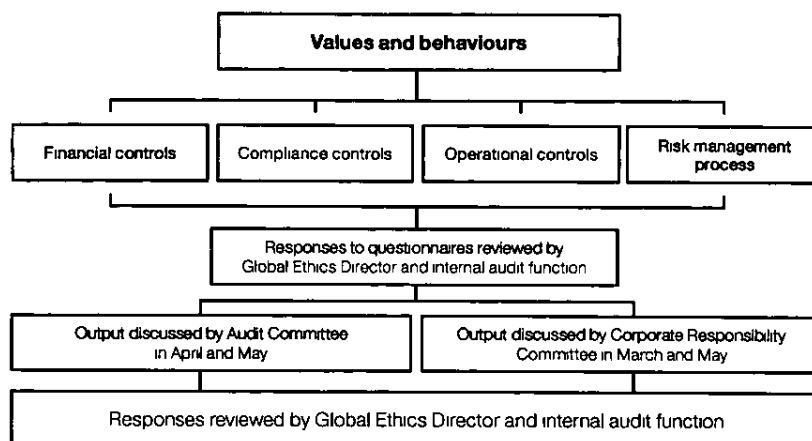 Values and behaviours
Financial controls
Compliance controls
Operational controls
Risk management
process
Responses to questionnaires reviewed by
Global Ethics Director and internal audit function
Output discussed by Audit Committee
in April and May
Output discussed by Corporate Responsibility
Committee in March and May
Responses reviewed by Global Ethics Director and internal audit function